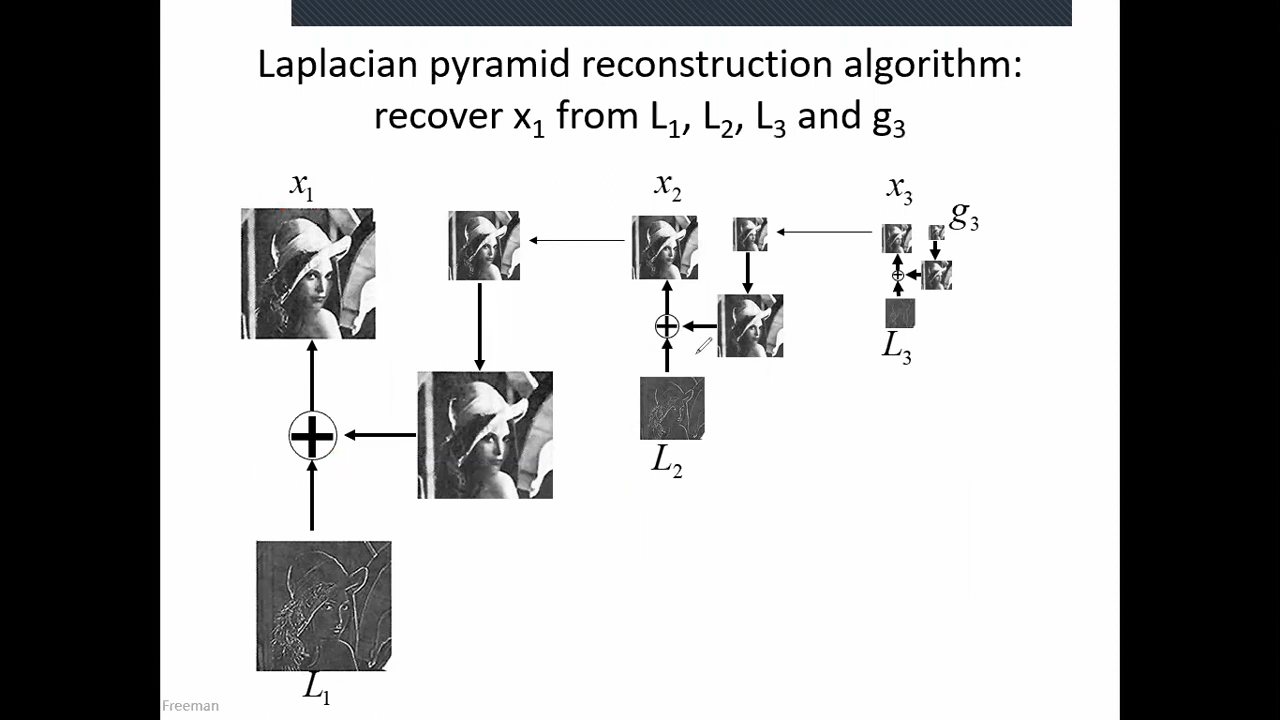 Laplacian pyramid reconstruction algorithm:
recover x₁ from L₁, L₂, L₃ and g₃
x₁
x₂
x₃
g₃
L₃
L₂
L₁
Freeman